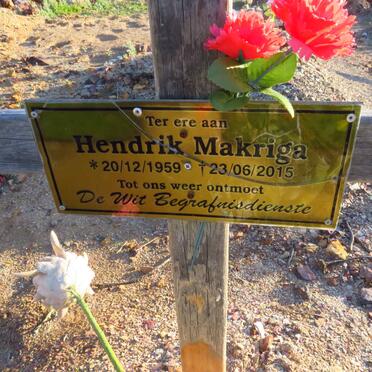 Ter ere aan
Hendrik Makriga
*20/12/1959 †23/06/2015
Tot ons weer ontmoet
De Wit Begrafnisdienste